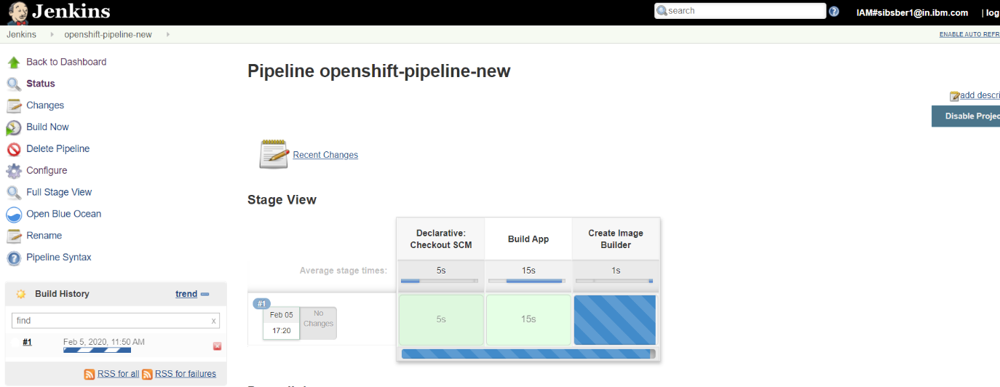 Jenkins
search
IAM#sibsber1@in.ibm.com
| log
Jenkins
openshift-pipeline-new
ENABLE AUTO REFR
Back to Dashboard
Status
Changes
Build Now
Delete Pipeline
Configure
Full Stage View
Open Blue Ocean
Rename
Pipeline Syntax
Build History
trend
find
x
#1
Feb 5, 2020, 11:50 AM
RSS for all
RSS for failures
Pipeline openshift-pipeline-new
add descri
Disable Projec
Recent Changes
Stage View
Declarative:
Checkout SCM
Build App
Create Image
Builder
Average stage times:
5s
15s
1s
#1
Feb 05
17:20
No
Changes
5s
15s